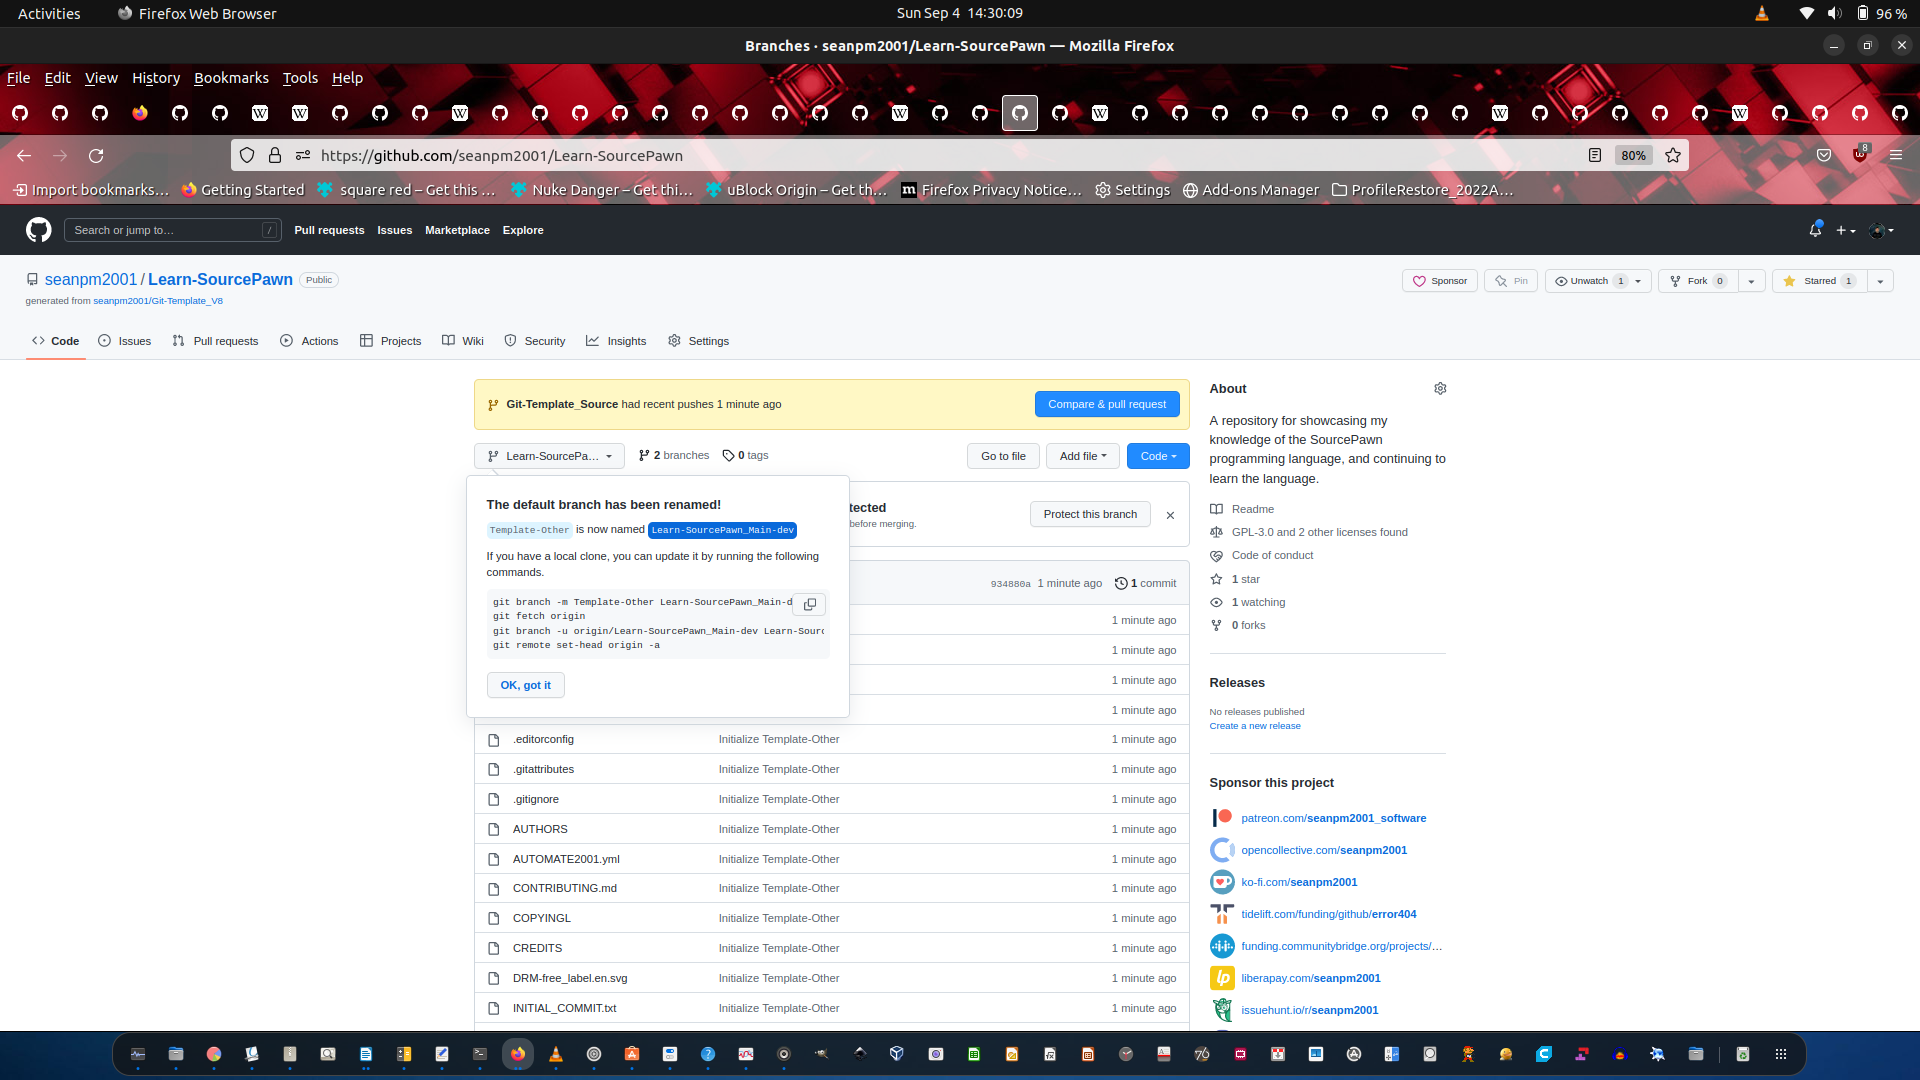 Activities
Firefox Web Browser
Sun Sep 4 14:30:09
96 %
Branches · seanpm2001/Learn-SourcePawn — Mozilla Firefox
File Edit View History Bookmarks Tools Help
https://github.com/seanpm2001/Learn-SourcePawn
80%
8
Import bookmarks…
Getting Started
square red – Get this …
Nuke Danger – Get thi…
uBlock Origin – Get th…
Firefox Privacy Notice…
Settings
Add-ons Manager
ProfileRestore_2022A…
Search or jump to…
/
Pull requests
Issues
Marketplace
Explore
seanpm2001 / Learn-SourcePawn
Public
generated from seanpm2001/Git-Template_V8
Sponsor
Pin
Unwatch 1
Fork 0
Starred 1
Code
Issues
Pull requests
Actions
Projects
Wiki
Security
Insights
Settings
Git-Template_Source had recent pushes 1 minute ago
Compare & pull request
Learn-SourcePa…
2 branches
0 tags
Go to file
Add file
Code
The default branch has been renamed!
Template-Other is now named Learn-SourcePawn_Main-dev
If you have a local clone, you can update it by running the following
commands.
git branch -m Template-Other Learn-SourcePawn_Main-d
git fetch origin
git branch -u origin/Learn-SourcePawn_Main-dev Learn-Sourc
git remote set-head origin -a
OK, got it
tected
before merging.
Protect this branch
934880a 1 minute ago
1 commit
1 minute ago
1 minute ago
1 minute ago
1 minute ago
.editorconfig Initialize Template-Other 1 minute ago
.gitattributes Initialize Template-Other 1 minute ago
.gitignore Initialize Template-Other 1 minute ago
AUTHORS Initialize Template-Other 1 minute ago
AUTOMATE2001.yml Initialize Template-Other 1 minute ago
CONTRIBUTING.md Initialize Template-Other 1 minute ago
COPYINGL Initialize Template-Other 1 minute ago
CREDITS Initialize Template-Other 1 minute ago
DRM-free_label.en.svg Initialize Template-Other 1 minute ago
INITIAL_COMMIT.txt Initialize Template-Other 1 minute ago
About
A repository for showcasing my
knowledge of the SourcePawn
programming language, and continuing to
learn the language.
Readme
GPL-3.0 and 2 other licenses found
Code of conduct
1 star
1 watching
0 forks
Releases
No releases published
Create a new release
Sponsor this project
patreon.com/seanpm2001_software
opencollective.com/seanpm2001
ko-fi.com/seanpm2001
tidelift.com/funding/github/error404
funding.communitybridge.org/projects/…
liberapay.com/seanpm2001
issuehunt.io/r/seanpm2001